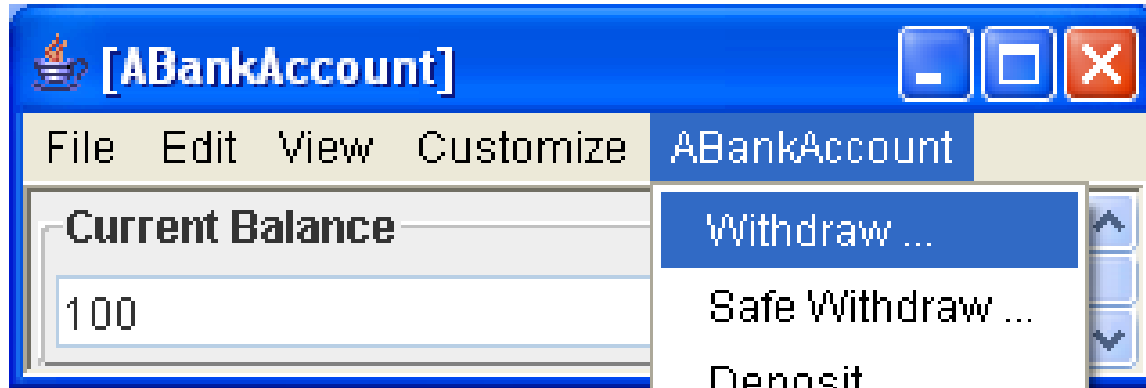 [ABankAccount]
File Edit View Customize ABankAccount
Current Balance
Withdraw ...
100
Safe Withdraw ...
Deposit